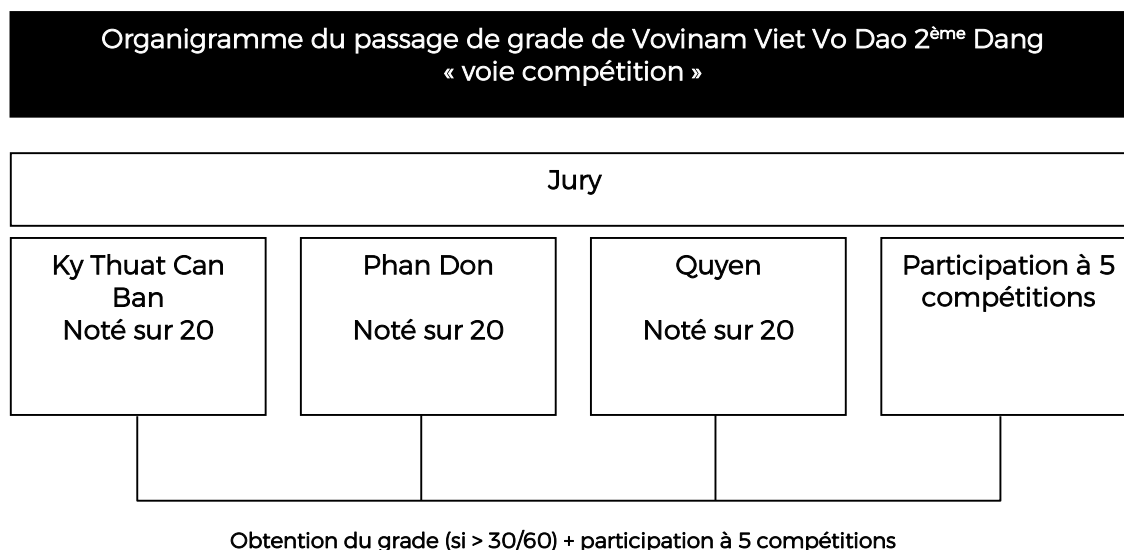 Organigramme du passage de grade de Vovinam Viet Vo Dao 2ème Dang
« voie compétition »
Jury
Ky Thuat Can
Ban
Noté sur 20
Phan Don
Noté sur 20
Quyen
Noté sur 20
Participation à 5
compétitions
Obtention du grade (si > 30/60) + participation à 5 compétitions